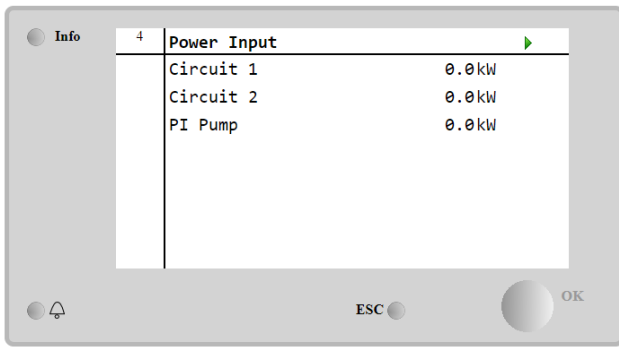 Info
4 Power Input
Circuit 1 0.0kW
Circuit 2 0.0kW
PI Pump 0.0kW
ESC
OK